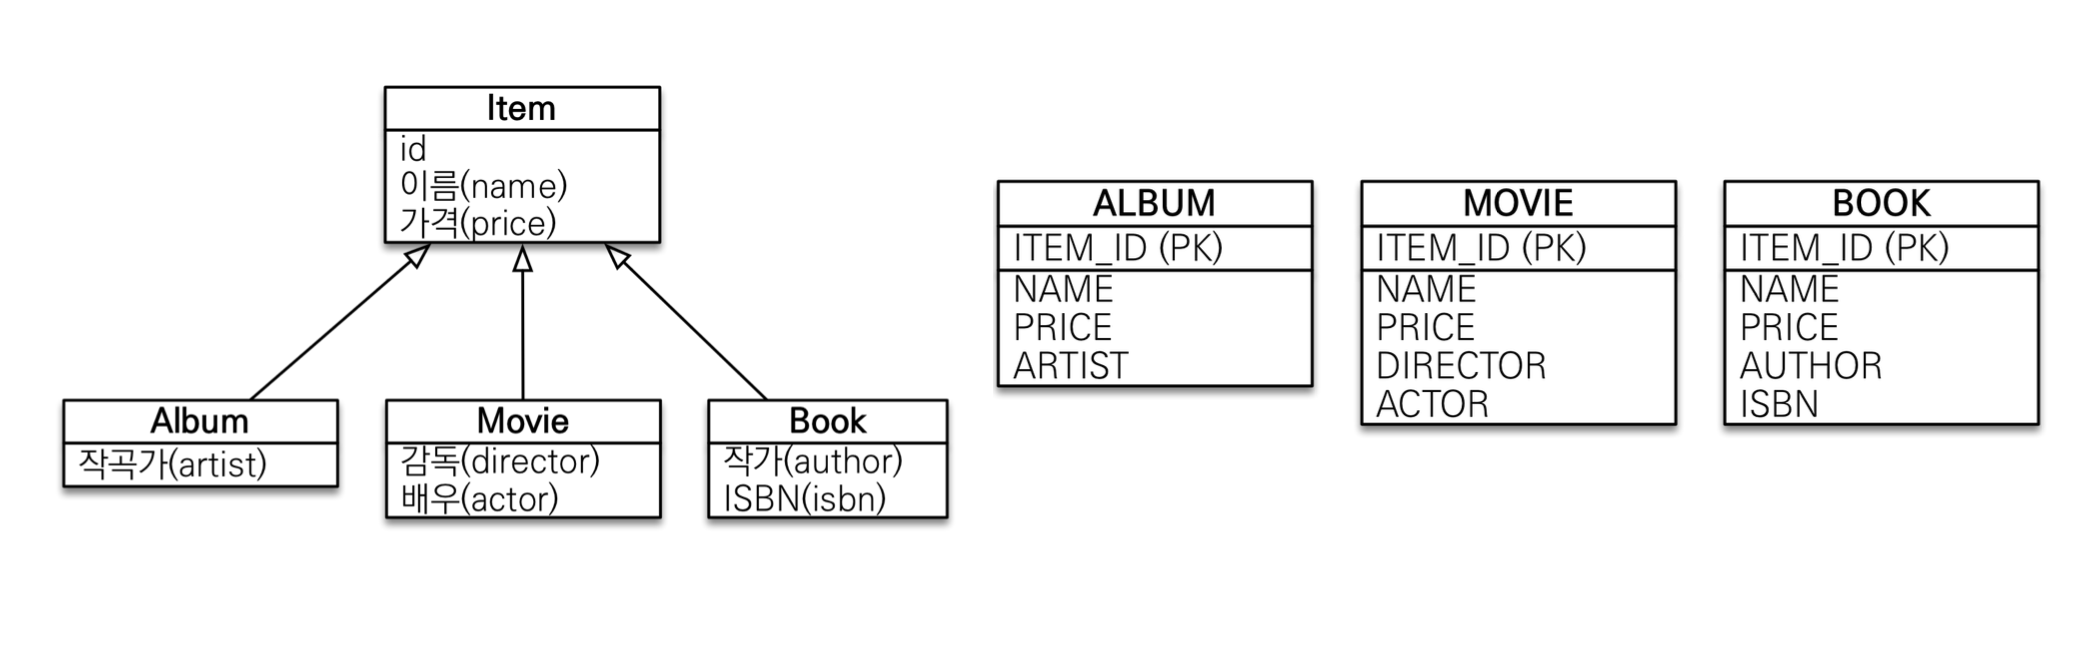 Item
id
이름(name)
가격(price)
Album
작곡가(artist)
Movie
감독(director)
배우(actor)
Book
작가(author)
ISBN(isbn)
ALBUM
ITEM_ID (PK)
NAME
PRICE
ARTIST
MOVIE
ITEM_ID (PK)
NAME
PRICE
DIRECTOR
ACTOR
BOOK
ITEM_ID (PK)
NAME
PRICE
AUTHOR
ISBN